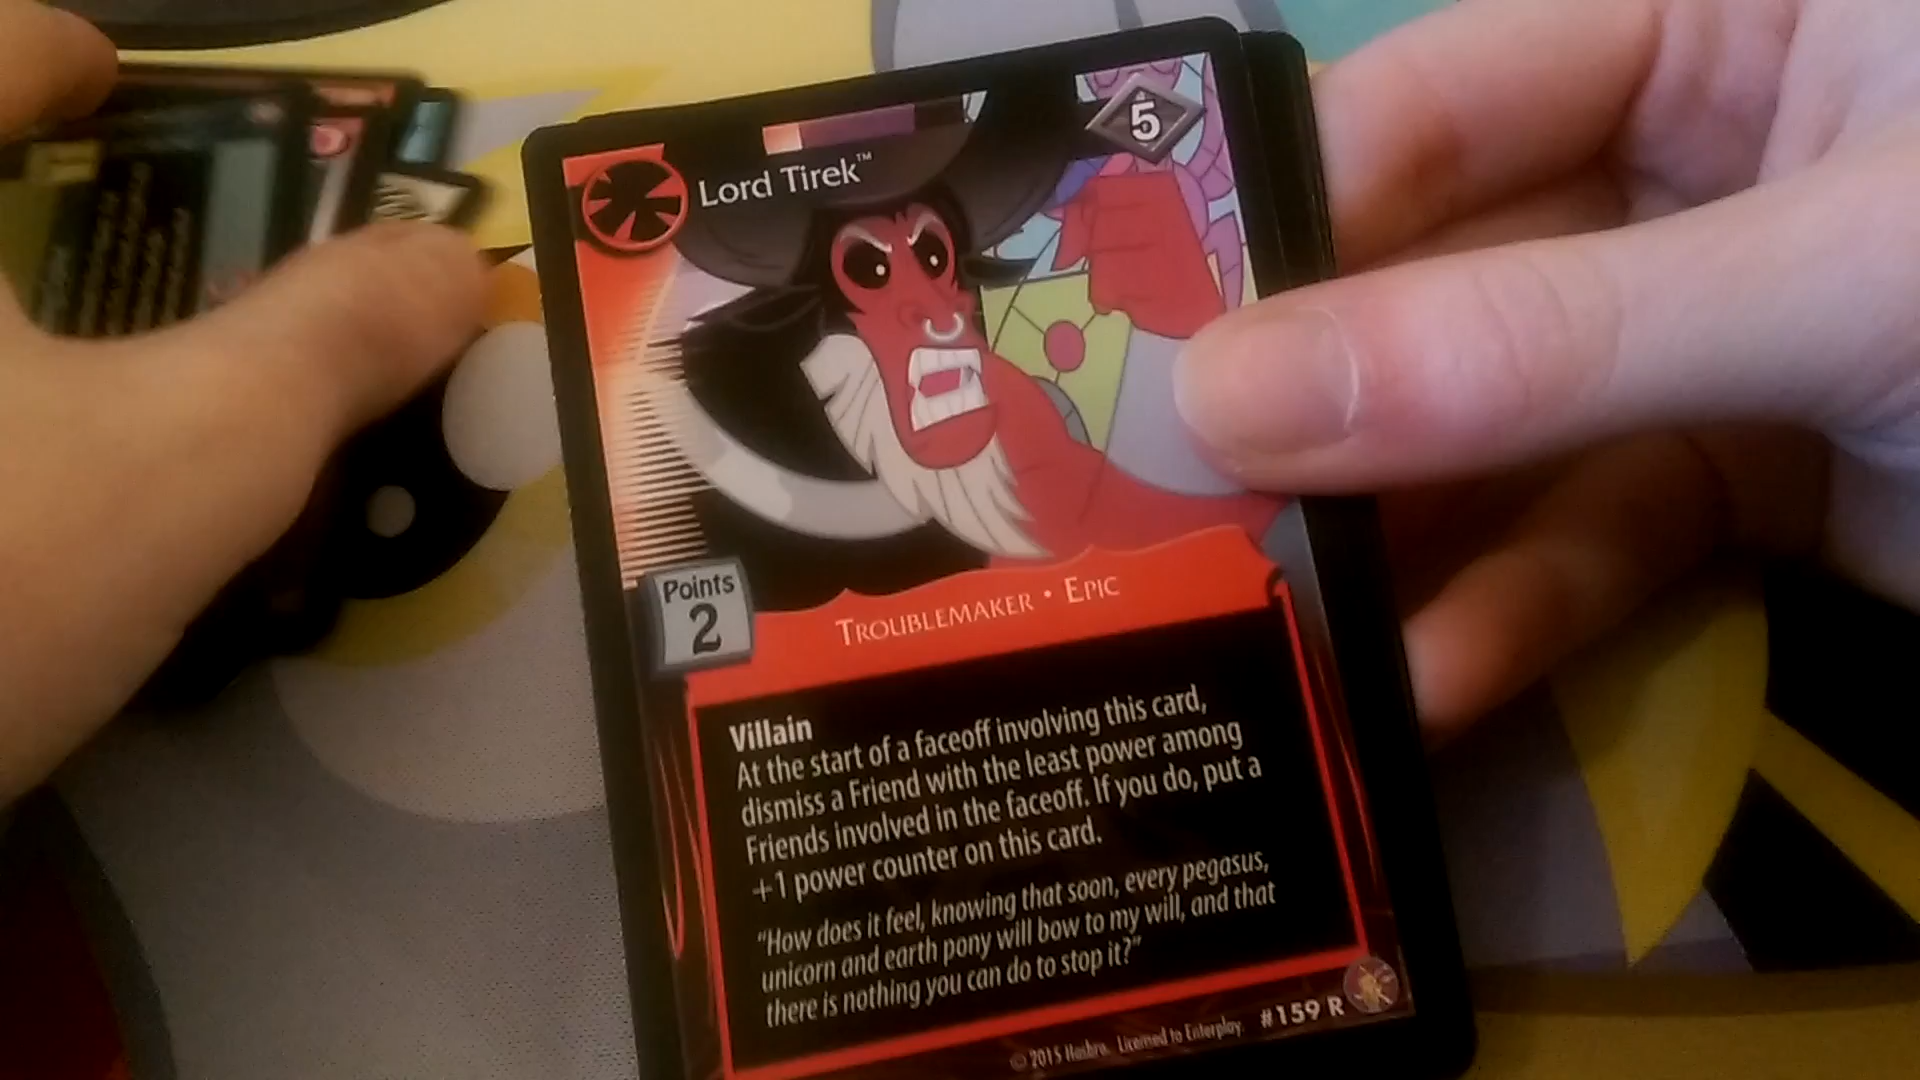 5
Lord Tirek™
Points
2
Troublemaker • Epic
Villain
At the start of a faceoff involving this card,
dismiss a Friend with the least power among
Friends involved in the faceoff. If you do, put a
+1 power counter on this card.
“How does it feel, knowing that soon, every pegasus,
unicorn and earth pony will bow to my will, and that
there is nothing you can do to stop it?”
© 2015 Hasbro. Licensed to Enterplay. #159 R